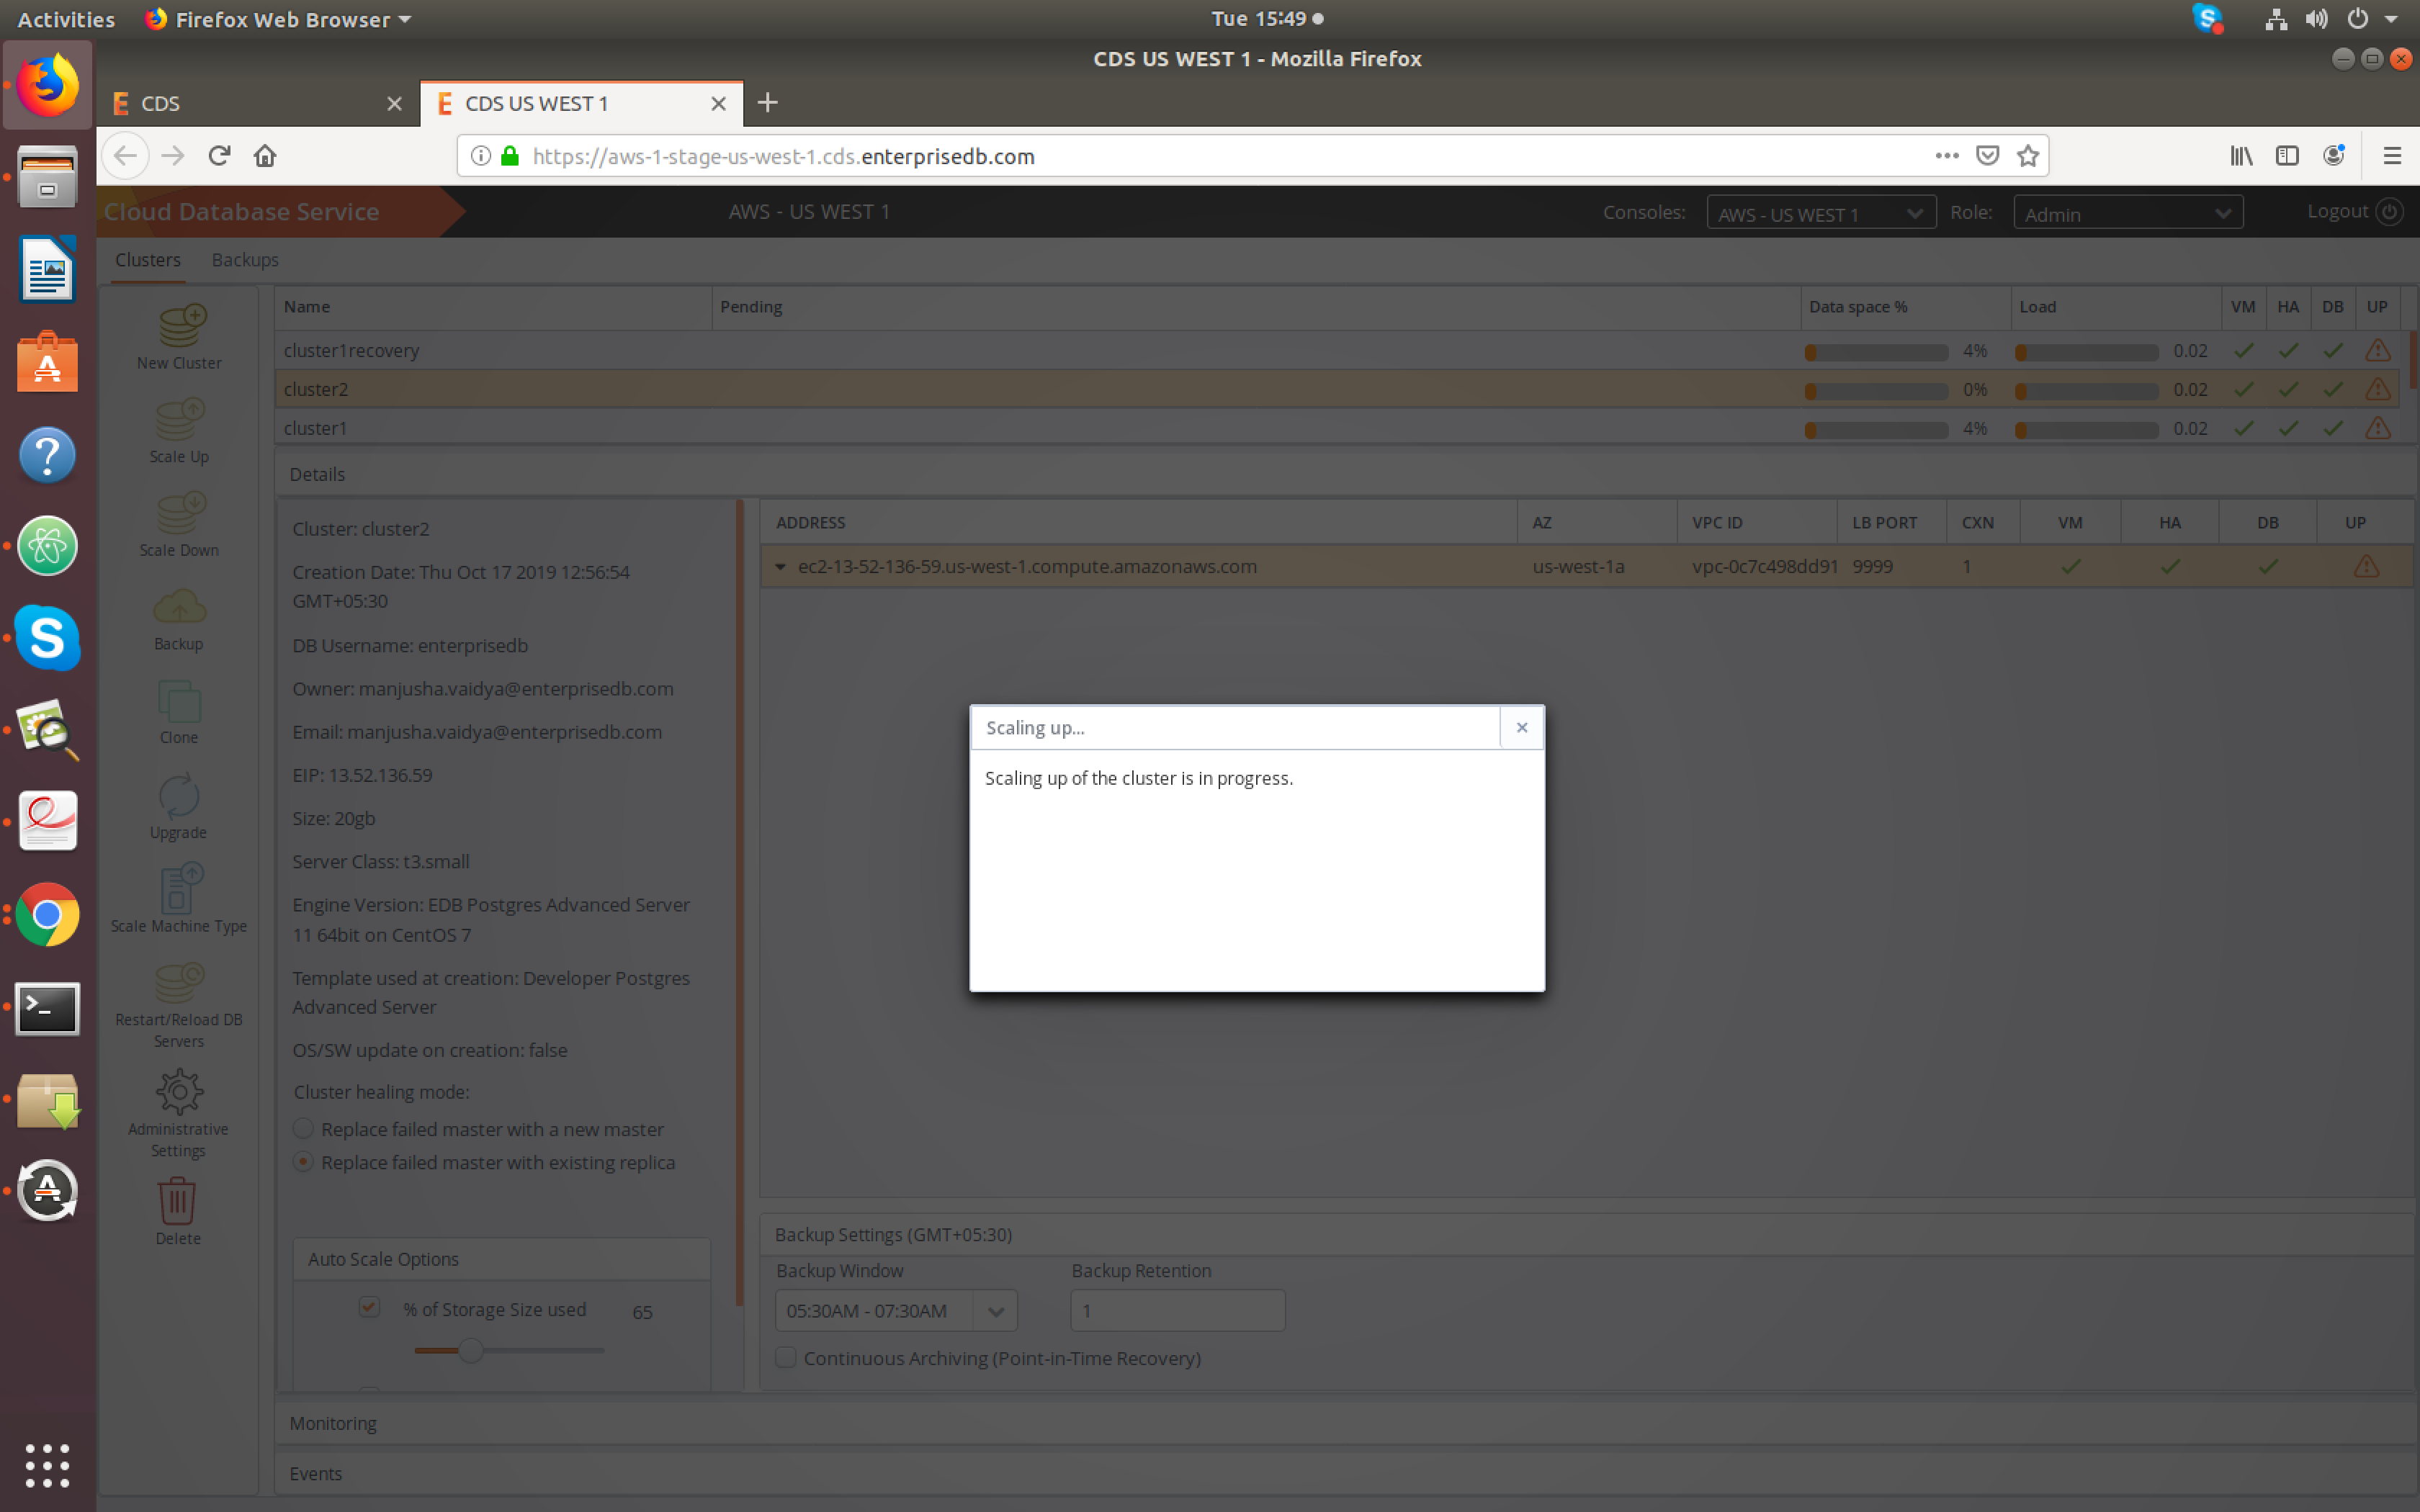 Activities Firefox Web Browser Tue 15:49
CDS US WEST 1 - Mozilla Firefox
CDS CDS US WEST 1
https://aws-1-stage-us-west-1.cds.enterprisedb.com
Cloud Database Service AWS - US WEST 1 Consoles: AWS - US WEST 1 Role: Admin Logout
Clusters Backups
New Cluster
Scale Up
Scale Down
Backup
Clone
Upgrade
Scale Machine Type
Restart/Reload DB
Servers
Administrative
Settings
Delete
Name Pending Data space % Load VM HA DB UP
cluster1recovery 4% 0.02
cluster2 0% 0.02
cluster1 4% 0.02
Details
Cluster: cluster2
Creation Date: Thu Oct 17 2019 12:56:54
GMT+05:30
DB Username: enterprisedb
Owner: manjusha.vaidya@enterprisedb.com
Email: manjusha.vaidya@enterprisedb.com
EIP: 13.52.136.59
Size: 20gb
Server Class: t3.small
Engine Version: EDB Postgres Advanced Server
11 64bit on CentOS 7
Template used at creation: Developer Postgres
Advanced Server
OS/SW update on creation: false
Cluster healing mode:
Replace failed master with a new master
Replace failed master with existing replica
Auto Scale Options
% of Storage Size used 65
ADDRESS AZ VPC ID LB PORT CXN VM HA DB UP
ec2-13-52-136-59.us-west-1.compute.amazonaws.com us-west-1a vpc-0c7c498dd91 9999 1
Scaling up...
Scaling up of the cluster is in progress.
Backup Settings (GMT+05:30)
Backup Window Backup Retention
05:30AM - 07:30AM 1
Continuous Archiving (Point-in-Time Recovery)
Monitoring
Events